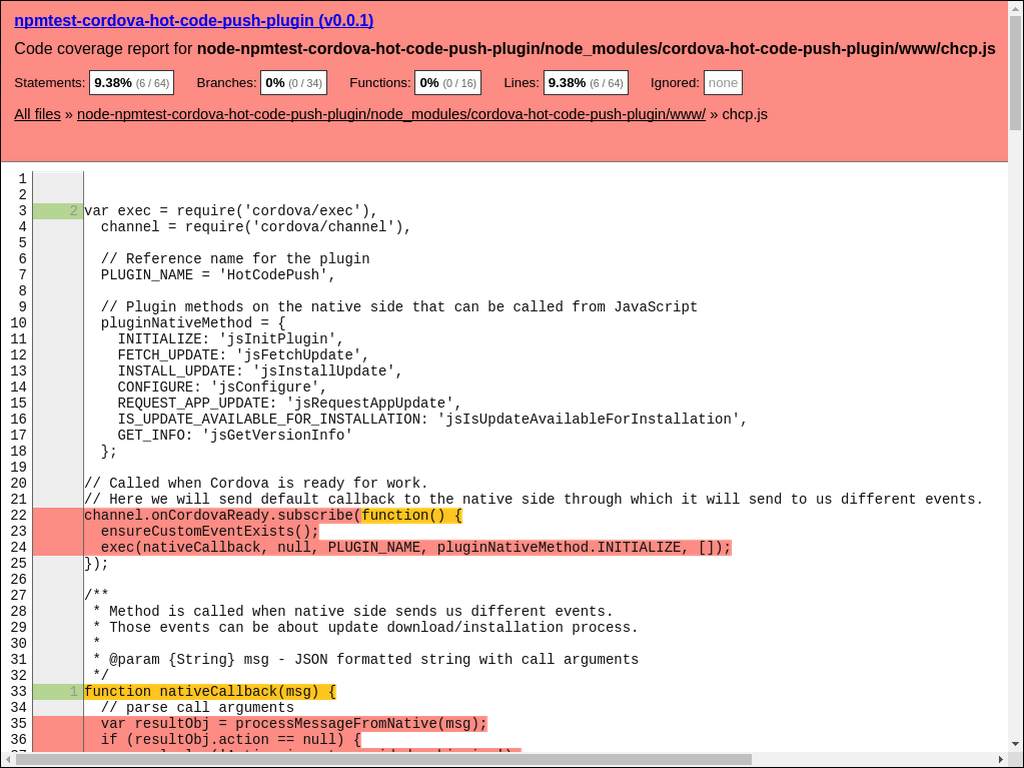 npmtest-cordova-hot-code-push-plugin (v0.0.1)
Code coverage report for node-npmtest-cordova-hot-code-push-plugin/node_modules/cordova-hot-code-push-plugin/www/chcp.js
Statements: 9.38% (6 / 64) Branches: 0% (0 / 34) Functions: 0% (0 / 16) Lines: 9.38% (6 / 64) Ignored: none
All files » node-npmtest-cordova-hot-code-push-plugin/node_modules/cordova-hot-code-push-plugin/www/ » chcp.js
1
2
3 2 var exec = require('cordova/exec'),
4 channel = require('cordova/channel'),
5
6 // Reference name for the plugin
7 PLUGIN_NAME = 'HotCodePush',
8
9 // Plugin methods on the native side that can be called from JavaScript
10 pluginNativeMethod = {
11 INITIALIZE: 'jsInitPlugin',
12 FETCH_UPDATE: 'jsFetchUpdate',
13 INSTALL_UPDATE: 'jsInstallUpdate',
14 CONFIGURE: 'jsConfigure',
15 REQUEST_APP_UPDATE: 'jsRequestAppUpdate',
16 IS_UPDATE_AVAILABLE_FOR_INSTALLATION: 'jsIsUpdateAvailableForInstallation',
17 GET_INFO: 'jsGetVersionInfo'
18 };
19
20 // Called when Cordova is ready for work.
21 // Here we will send default callback to the native side through which it will send to us different events.
22 channel.onCordovaReady.subscribe(function() {
23 ensureCustomEventExists();
24 exec(nativeCallback, null, PLUGIN_NAME, pluginNativeMethod.INITIALIZE, []);
25 });
26
27 /**
28 * Method is called when native side sends us different events.
29 * Those events can be about update download/installation process.
30 *
31 * @param {String} msg - JSON formatted string with call arguments
32 */
33 1 function nativeCallback(msg) {
34 // parse call arguments
35 var resultObj = processMessageFromNative(msg);
36 if (resultObj.action == null) {